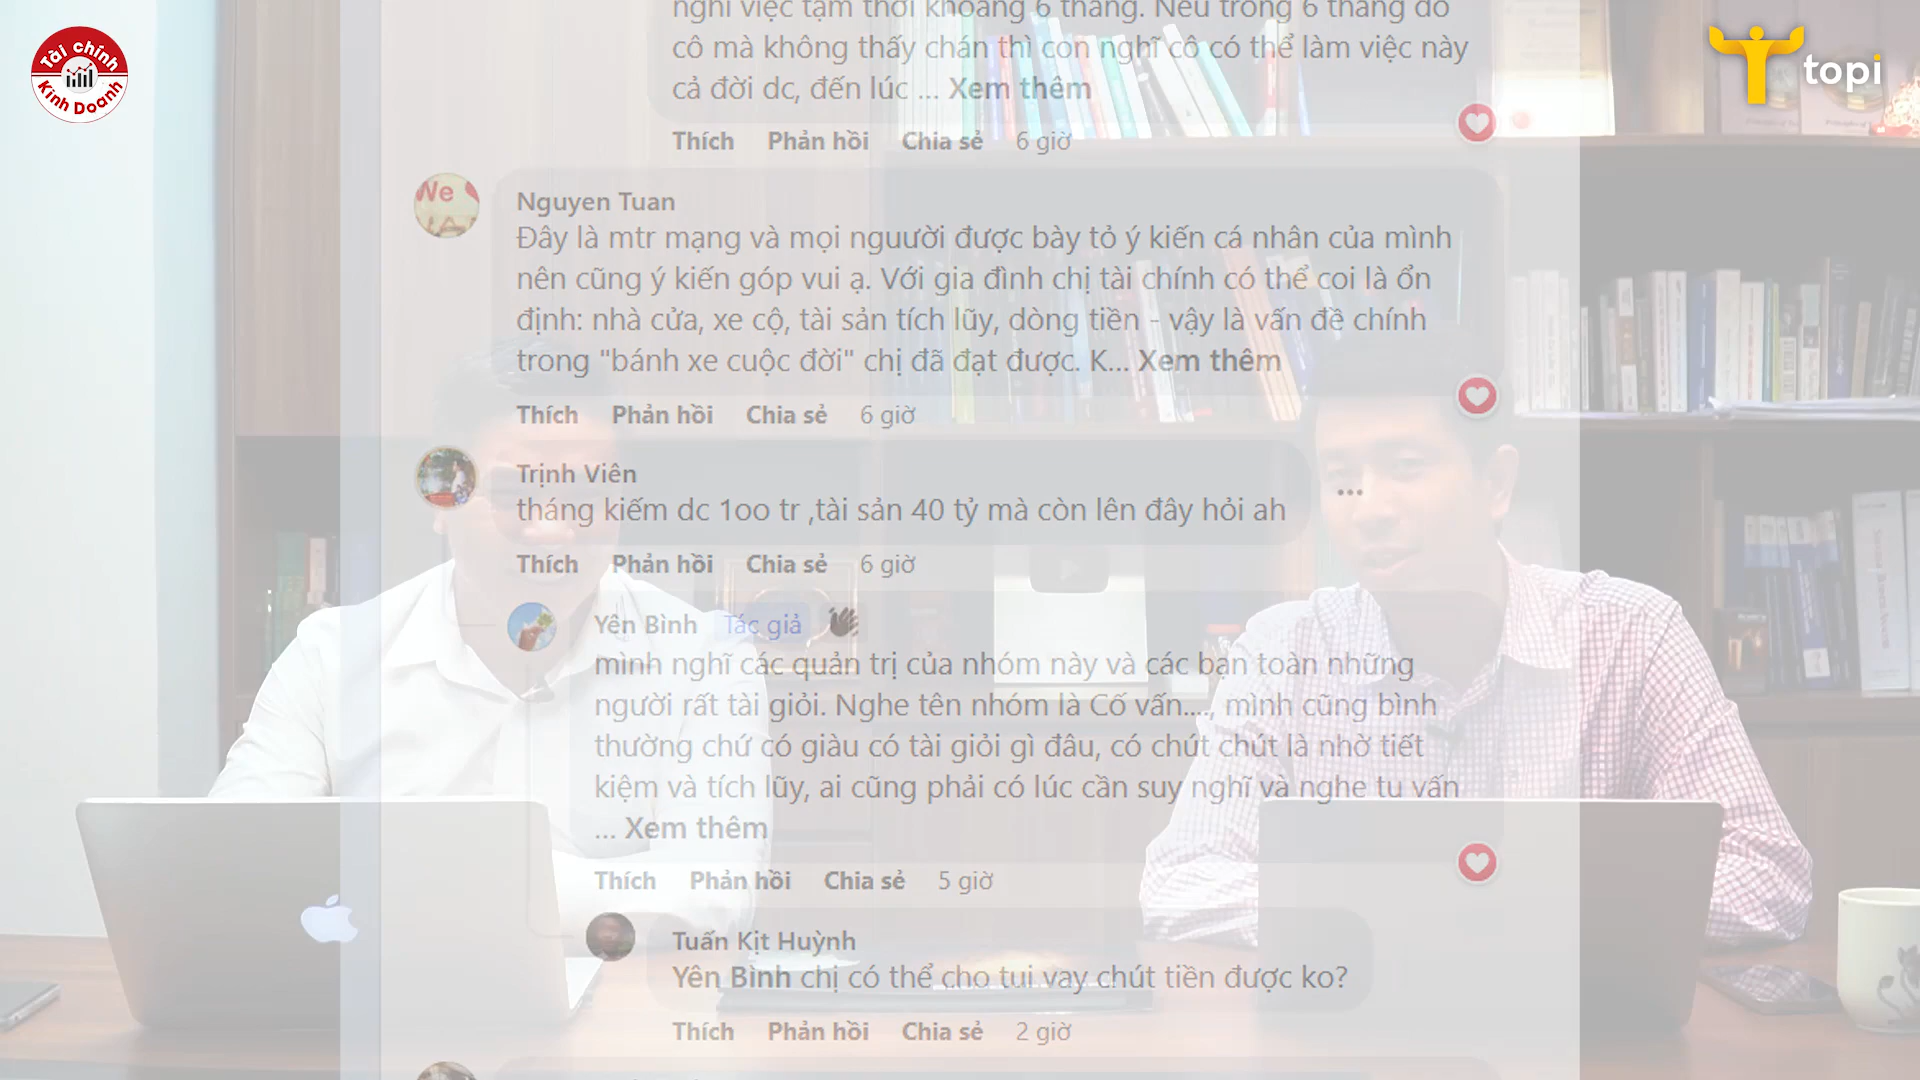 nghỉ việc tạm thời khoảng 6 tháng. Nếu trong 6 tháng đó
cô mà không thấy chán thì con nghĩ cô có thể làm việc này
cả đời dc, đến lúc ... Xem thêm
Thích Phản hồi Chia sẻ 6 giờ
Tài chính
Kinh Doanh
topi
We
Nguyen Tuan
Đây là mtr mạng và mọi nguười được bày tỏ ý kiến cá nhân của mình
nên cũng ý kiến góp vui ạ. Với gia đình chị tài chính có thể coi là ổn
định: nhà cửa, xe cộ, tài sản tích lũy, dòng tiền - vậy là vấn đề chính
trong "bánh xe cuộc đời" chị đã đạt được. K... Xem thêm
Thích Phản hồi Chia sẻ 6 giờ
Trịnh Viên
tháng kiếm dc 1oo tr ,tài sản 40 tỷ mà còn lên đây hỏi ah
Thích Phản hồi Chia sẻ 6 giờ
Yên Bình Tác giả
mình nghĩ các quản trị của nhóm này và các bạn toàn những
người rất tài giỏi. Nghe tên nhóm là Cố vấn...., mình cũng bình
thường chứ có giàu có tài giỏi gì đâu, có chút chút là nhờ tiết
kiệm và tích lũy, ai cũng phải có lúc cần suy nghĩ và nghe tu vấn
... Xem thêm
Thích Phản hồi Chia sẻ 5 giờ
Tuấn Kịt Huỳnh
Yên Bình chị có thể cho tui vay chút tiền được ko?
Thích Phản hồi Chia sẻ 2 giờ